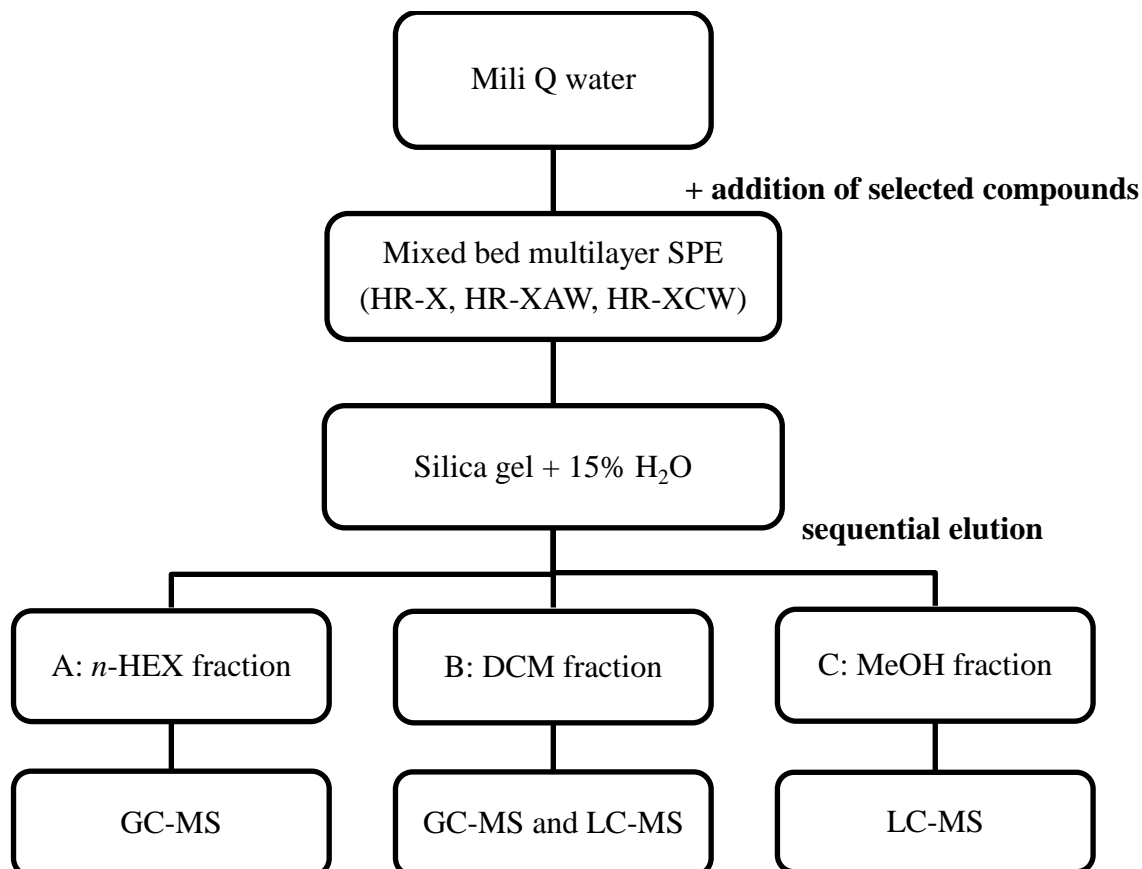 Mili Q water
+ addition of selected compounds
Mixed bed multilayer SPE
(HR-X, HR-XAW, HR-XCW)
Silica gel + 15% H₂O
sequential elution
A: n-HEX fraction
B: DCM fraction
C: MeOH fraction
GC-MS
GC-MS and LC-MS
LC-MS